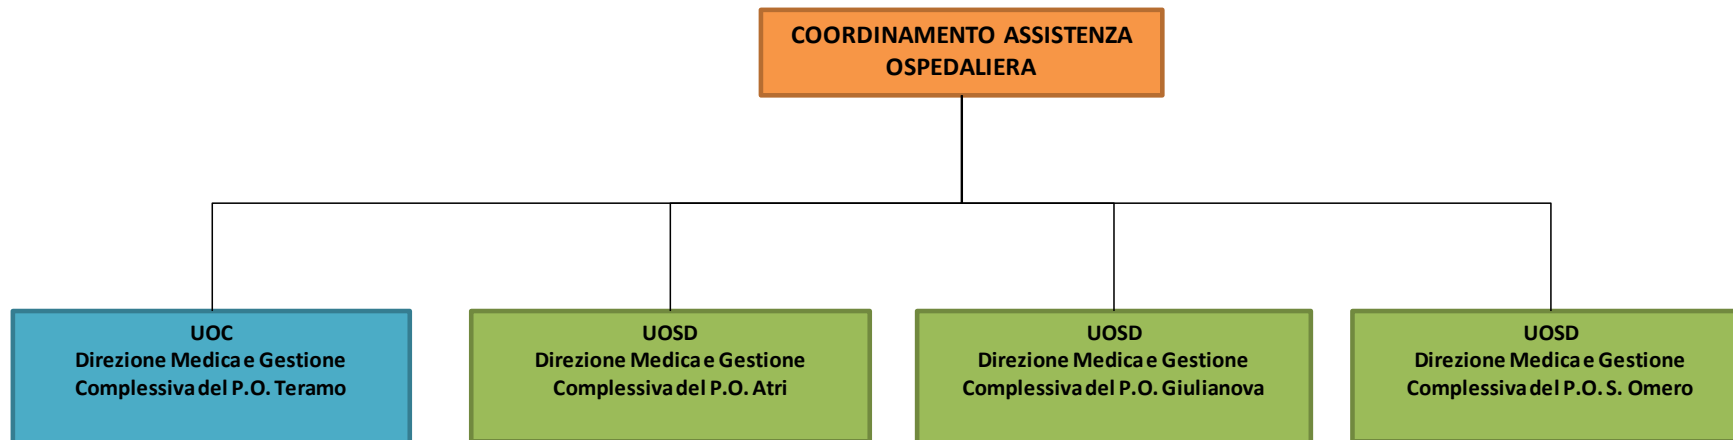 COORDINAMENTO ASSISTENZA
OSPEDALIERA
UOC
Direzione Medica e Gestione
Complessiva del P.O. Teramo
UOSD
Direzione Medica e Gestione
Complessiva del P.O. Atri
UOSD
Direzione Medica e Gestione
Complessiva del P.O. Giulianova
UOSD
Direzione Medica e Gestione
Complessiva del P.O. S. Omero